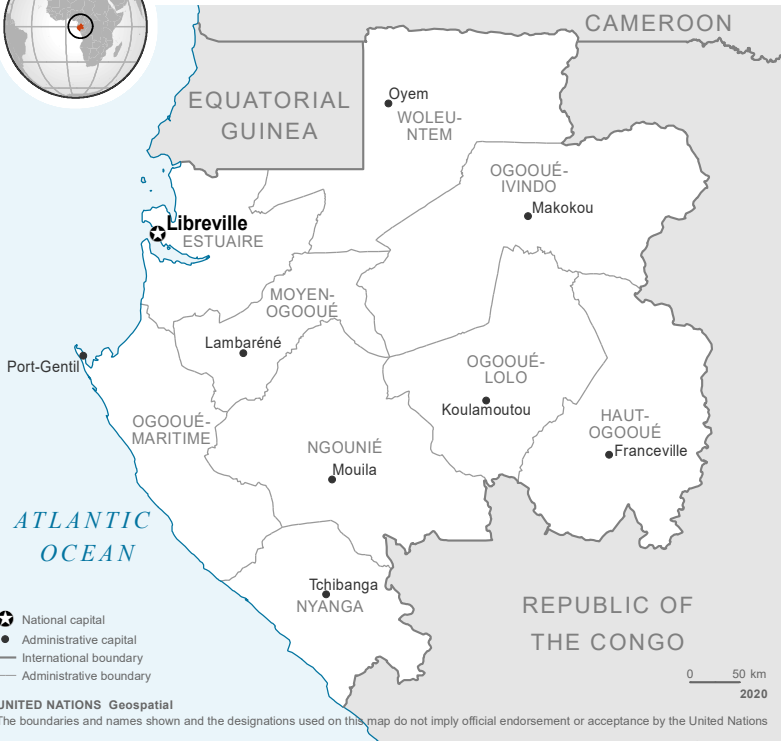 CAMEROON
EQUATORIAL
GUINEA
Oyem
WOLEU-
NTEM
OGOOUÉ-
IVINDO
Makokou
Libreville
ESTUAIRE
MOYEN-
OGOOUÉ
Lambaréné
Port-Gentil
OGOOUÉ-
LOLO
Koulamoutou
OGOOUÉ-
MARITIME
HAUT-
OGOOUÉ
Franceville
NGOUNIÉ
Mouila
ATLANTIC
OCEAN
Tchibanga
NYANGA
REPUBLIC OF
THE CONGO
National capital
Administrative capital
International boundary
Administrative boundary
0 50 km
2020
UNITED NATIONS Geospatial
The boundaries and names shown and the designations used on this map do not imply official endorsement or acceptance by the United Nations